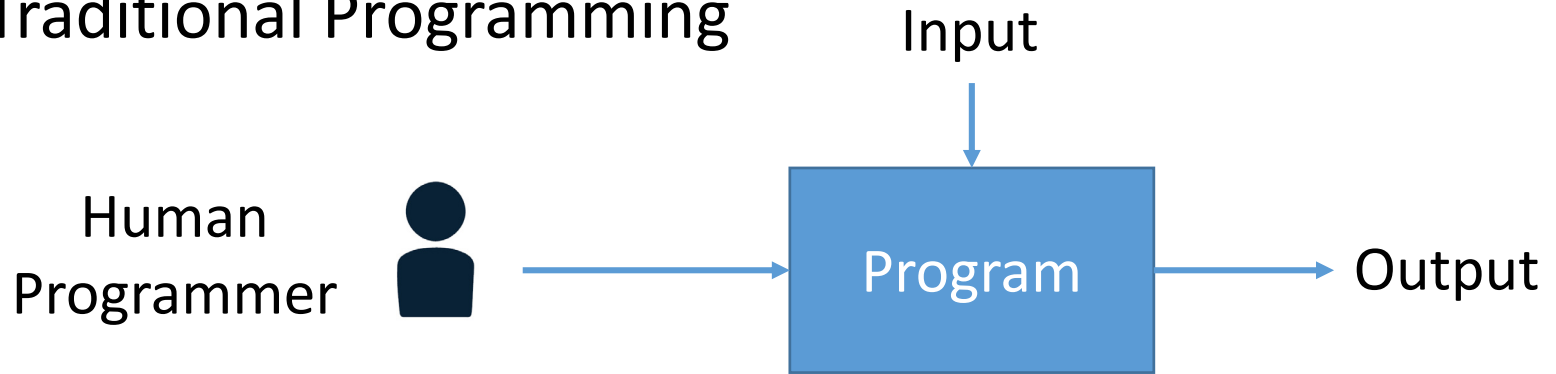 Traditional Programming
Input
Human
Programmer
Program
Output